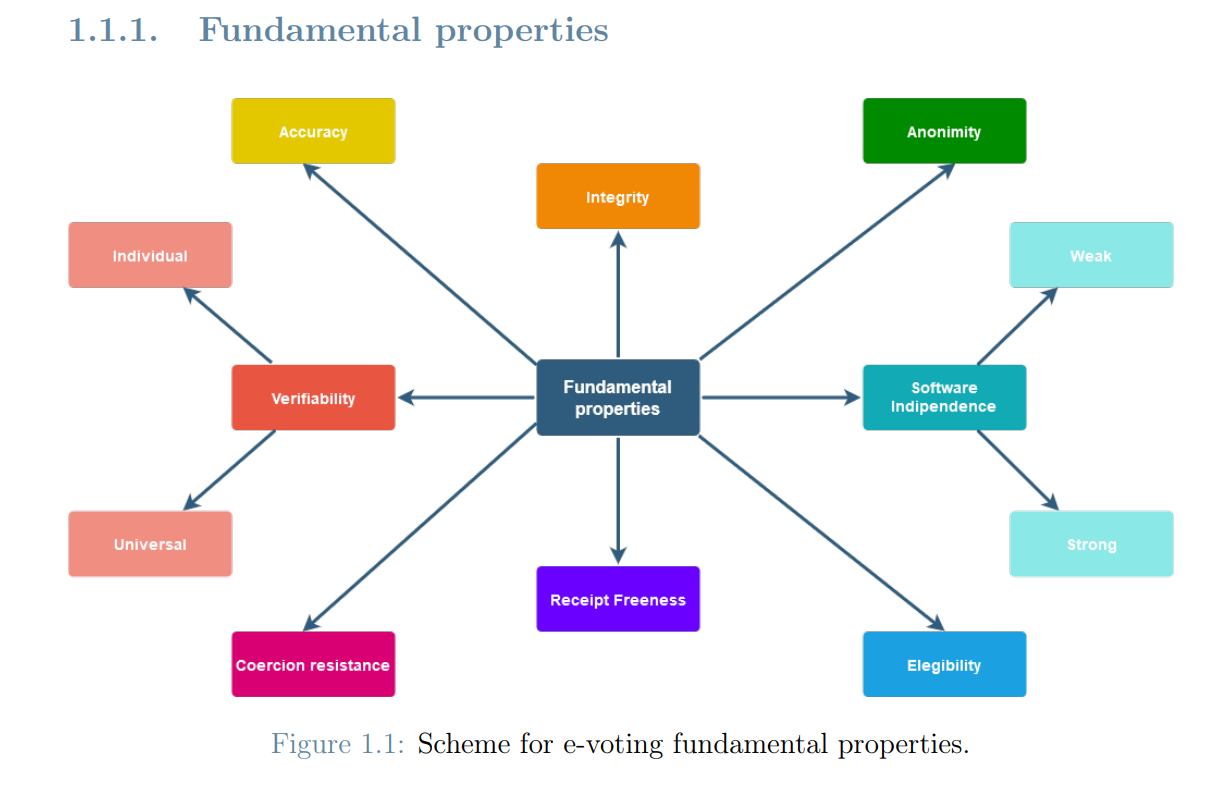 1.1.1. Fundamental properties
Accuracy
Anonimity
Integrity
Individual
Weak
Fundamental
properties
Verifiability
Software
Indipendence
Universal
Strong
Receipt Freeness
Coercion resistance
Elegibility
Figure 1.1: Scheme for e-voting fundamental properties.